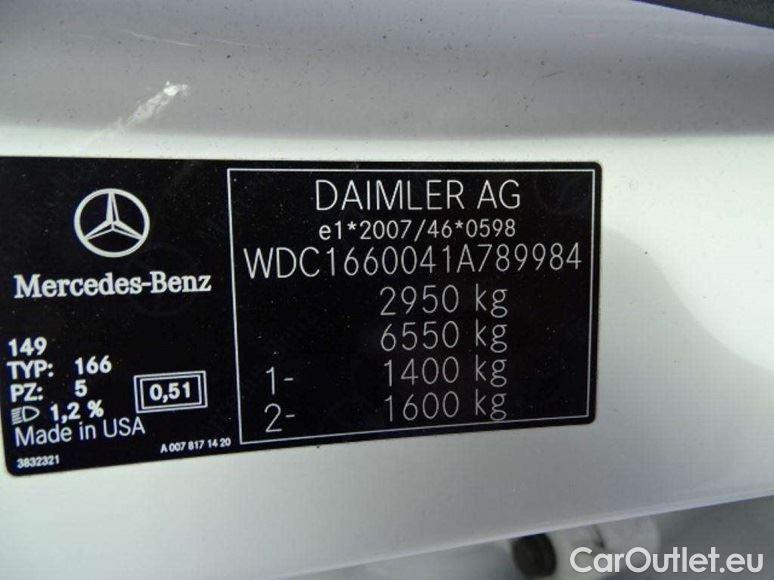 Mercedes-Benz
149
TYP: 166
PZ: 5
1,2 %
0,51
Made in USA
3832321
A 007 817 14 20
DAIMLER AG
e1*2007/46*0598
WDC1660041A789984
2950 kg
6550 kg
1- 1400 kg
2- 1600 kg
CarOutlet.eu